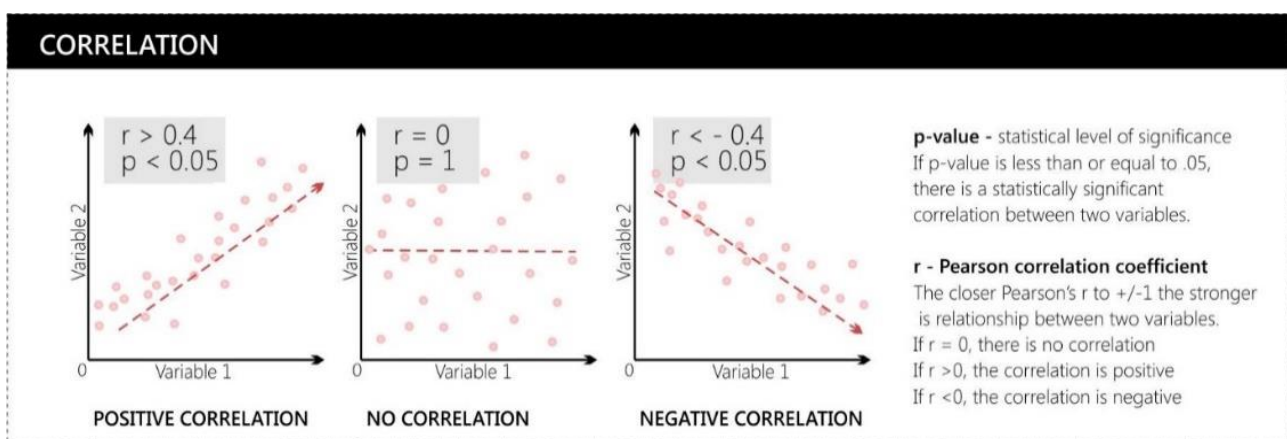 CORRELATION
r > 0.4
p < 0.05
Variable 2
0
Variable 1
POSITIVE CORRELATION
r = 0
p = 1
Variable 2
0
Variable 1
NO CORRELATION
r < - 0.4
p < 0.05
Variable 2
0
Variable 1
NEGATIVE CORRELATION
p-value - statistical level of significance
If p-value is less than or equal to .05,
there is a statistically significant
correlation between two variables.
r - Pearson correlation coefficient
The closer Pearson's r to +/-1 the stronger
is relationship between two variables.
If r = 0, there is no correlation
If r >0, the correlation is positive
If r <0, the correlation is negative